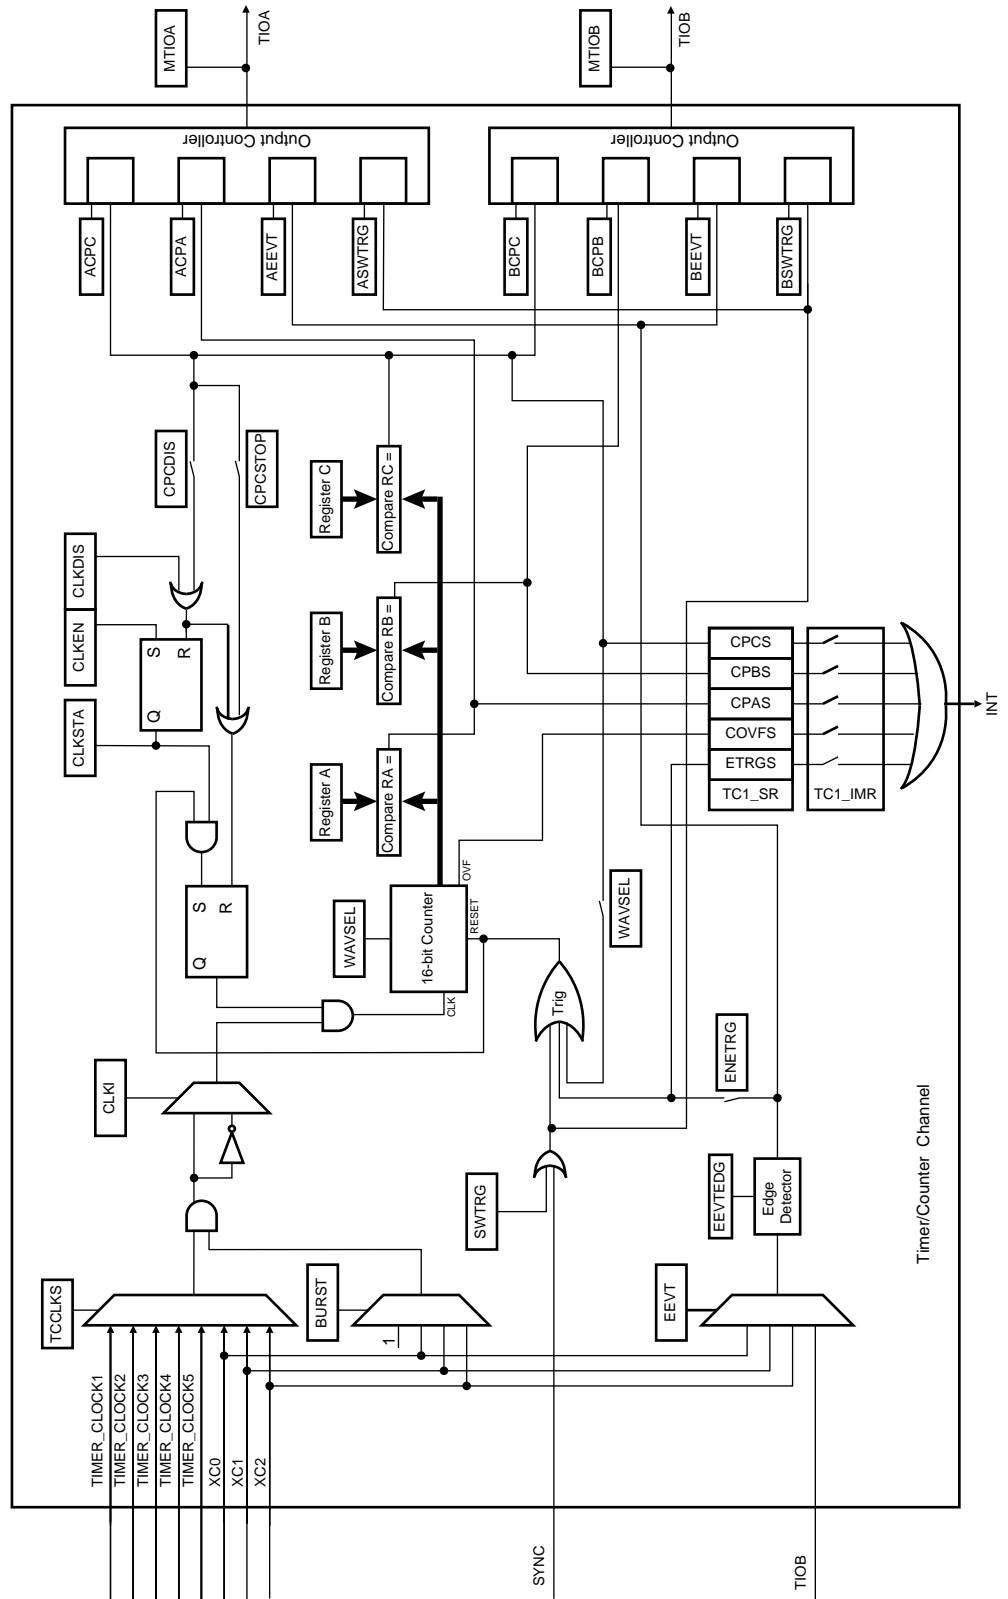 TIMER_CLOCK1
TIMER_CLOCK2
TIMER_CLOCK3
TIMER_CLOCK4
TIMER_CLOCK5
XC0
XC1
XC2
TCCLKS
CLKI
CLKSTA
CLKEN
CLKDIS
Q
S
R
Q
S
R
CPCDIS
CPCSTOP
BURST
1
WAVSEL
16-bit Counter
CLK
RESET
OVF
Register A
Register B
Register C
Compare RA =
Compare RB =
Compare RC =
ACPC
ACPA
AEEVT
ASWTRG
Output Controller
MTIOA
TIOA
SYNC
SWTRG
Trig
WAVSEL
BCPC
BCPB
BEEVT
BSWTRG
Output Controller
MTIOB
TIOB
TIOB
EEVT
EEVTEDG
Edge
Detector
ENETRG
ETRGS
COVFS
CPAS
CPBS
CPCS
TC1_SR
TC1_IMR
INT
Timer/Counter Channel